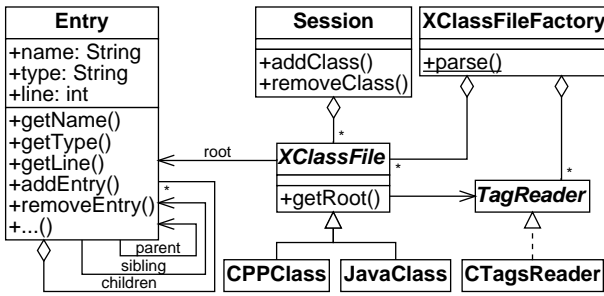 Entry
+name: String
+type: String
+line: int
+getName()
+getType()
+getLine()
+addEntry()
+removeEntry()
+...()
*
parent
sibling
children
root
Session
+addClass()
+removeClass()
*
XClassFileFactory
+parse()
*
*
XClassFile
+getRoot()
TagReader
CPPClass
JavaClass
CTagsReader